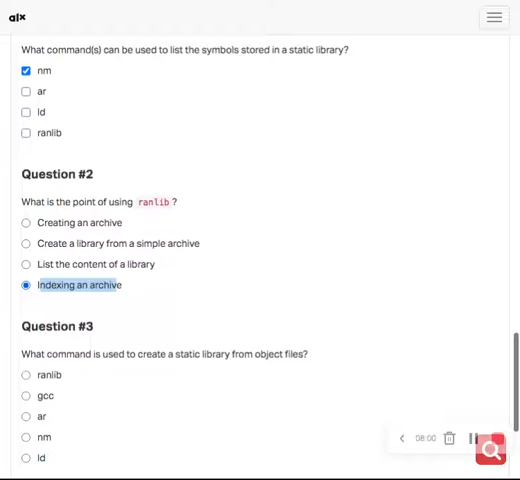 alx
What command(s) can be used to list the symbols stored in a static library?
nm
ar
ld
ranlib
Question #2
What is the point of using ranlib?
Creating an archive
Create a library from a simple archive
List the content of a library
Indexing an archive
Question #3
What command is used to create a static library from object files?
ranlib
gcc
ar
nm
ld
08:00